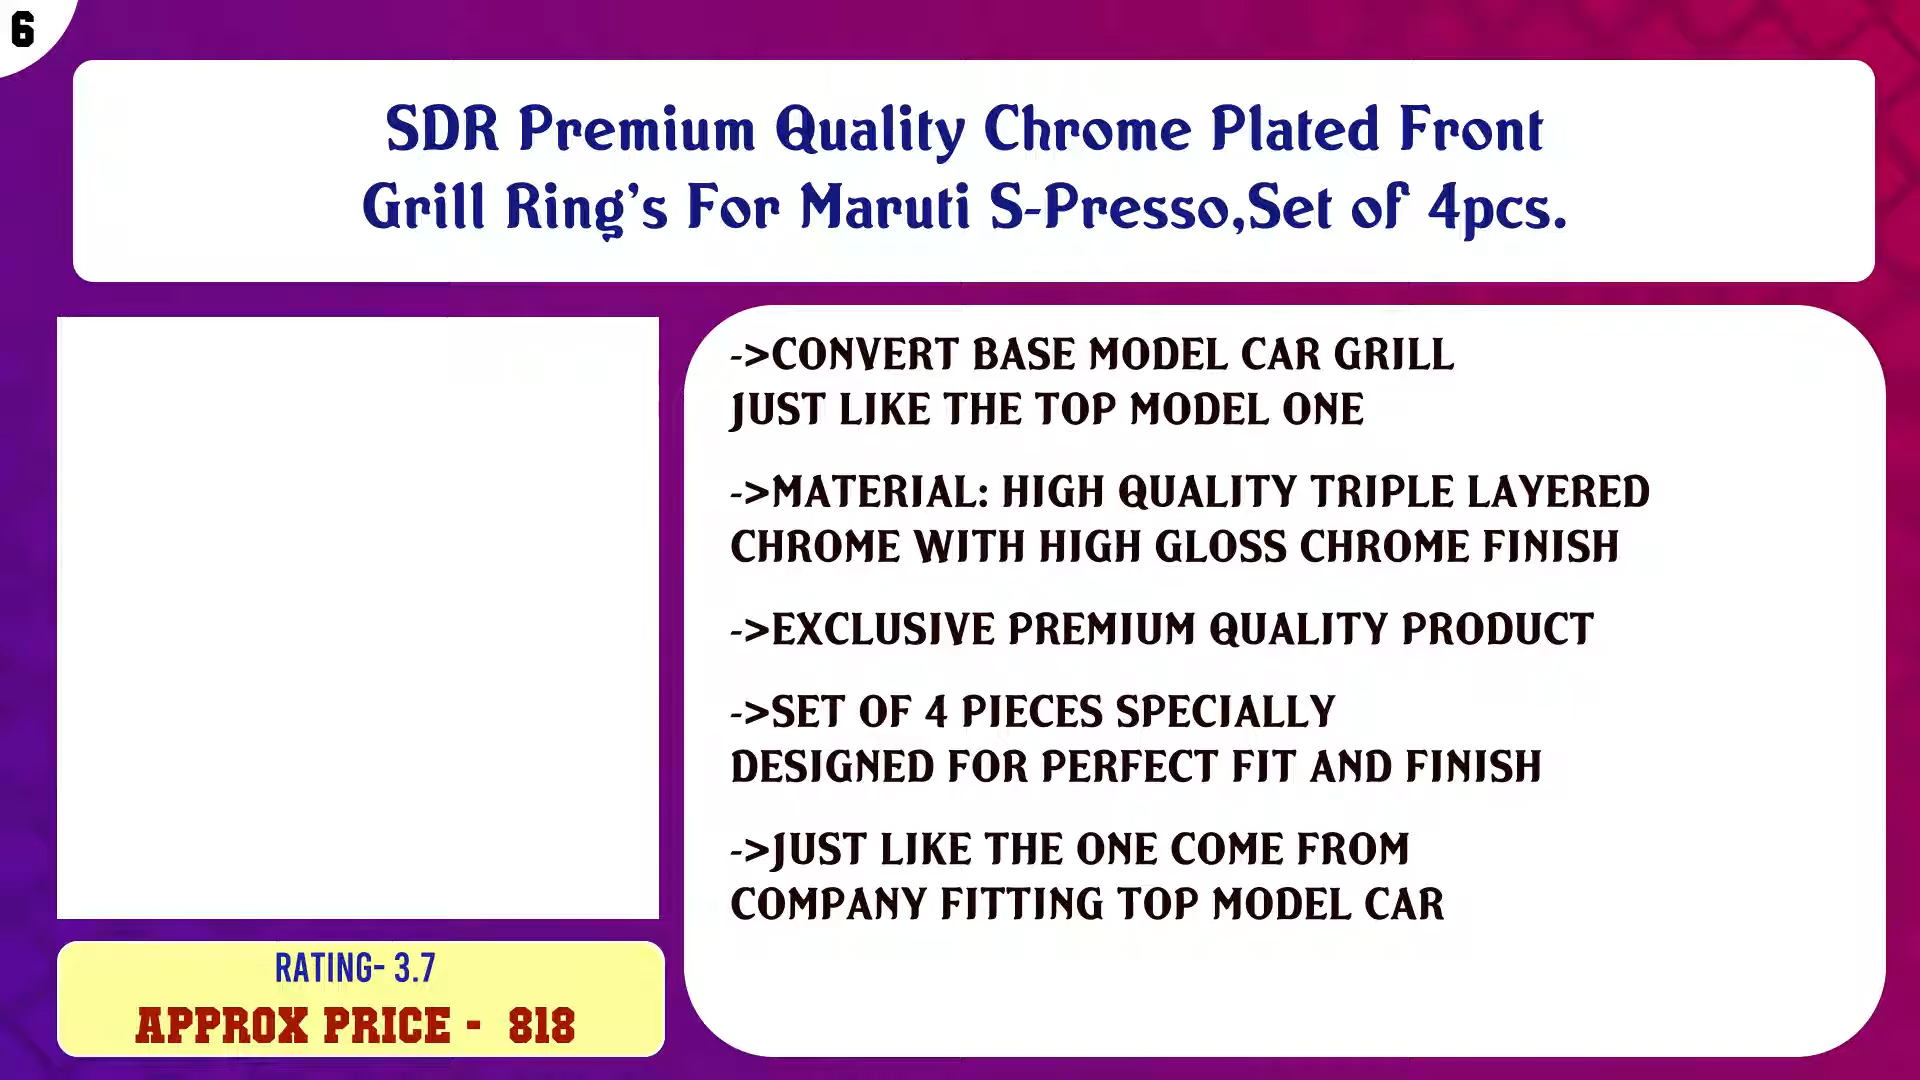 6
SDR Premium Quality Chrome Plated Front
Grill Ring's For Maruti S-Presso,Set of 4pcs.
->CONVERT BASE MODEL CAR GRILL
JUST LIKE THE TOP MODEL ONE
->MATERIAL: HIGH QUALITY TRIPLE LAYERED
CHROME WITH HIGH GLOSS CHROME FINISH
->EXCLUSIVE PREMIUM QUALITY PRODUCT
->SET OF 4 PIECES SPECIALLY
DESIGNED FOR PERFECT FIT AND FINISH
->JUST LIKE THE ONE COME FROM
COMPANY FITTING TOP MODEL CAR
RATING- 3.7
APPROX PRICE - 818